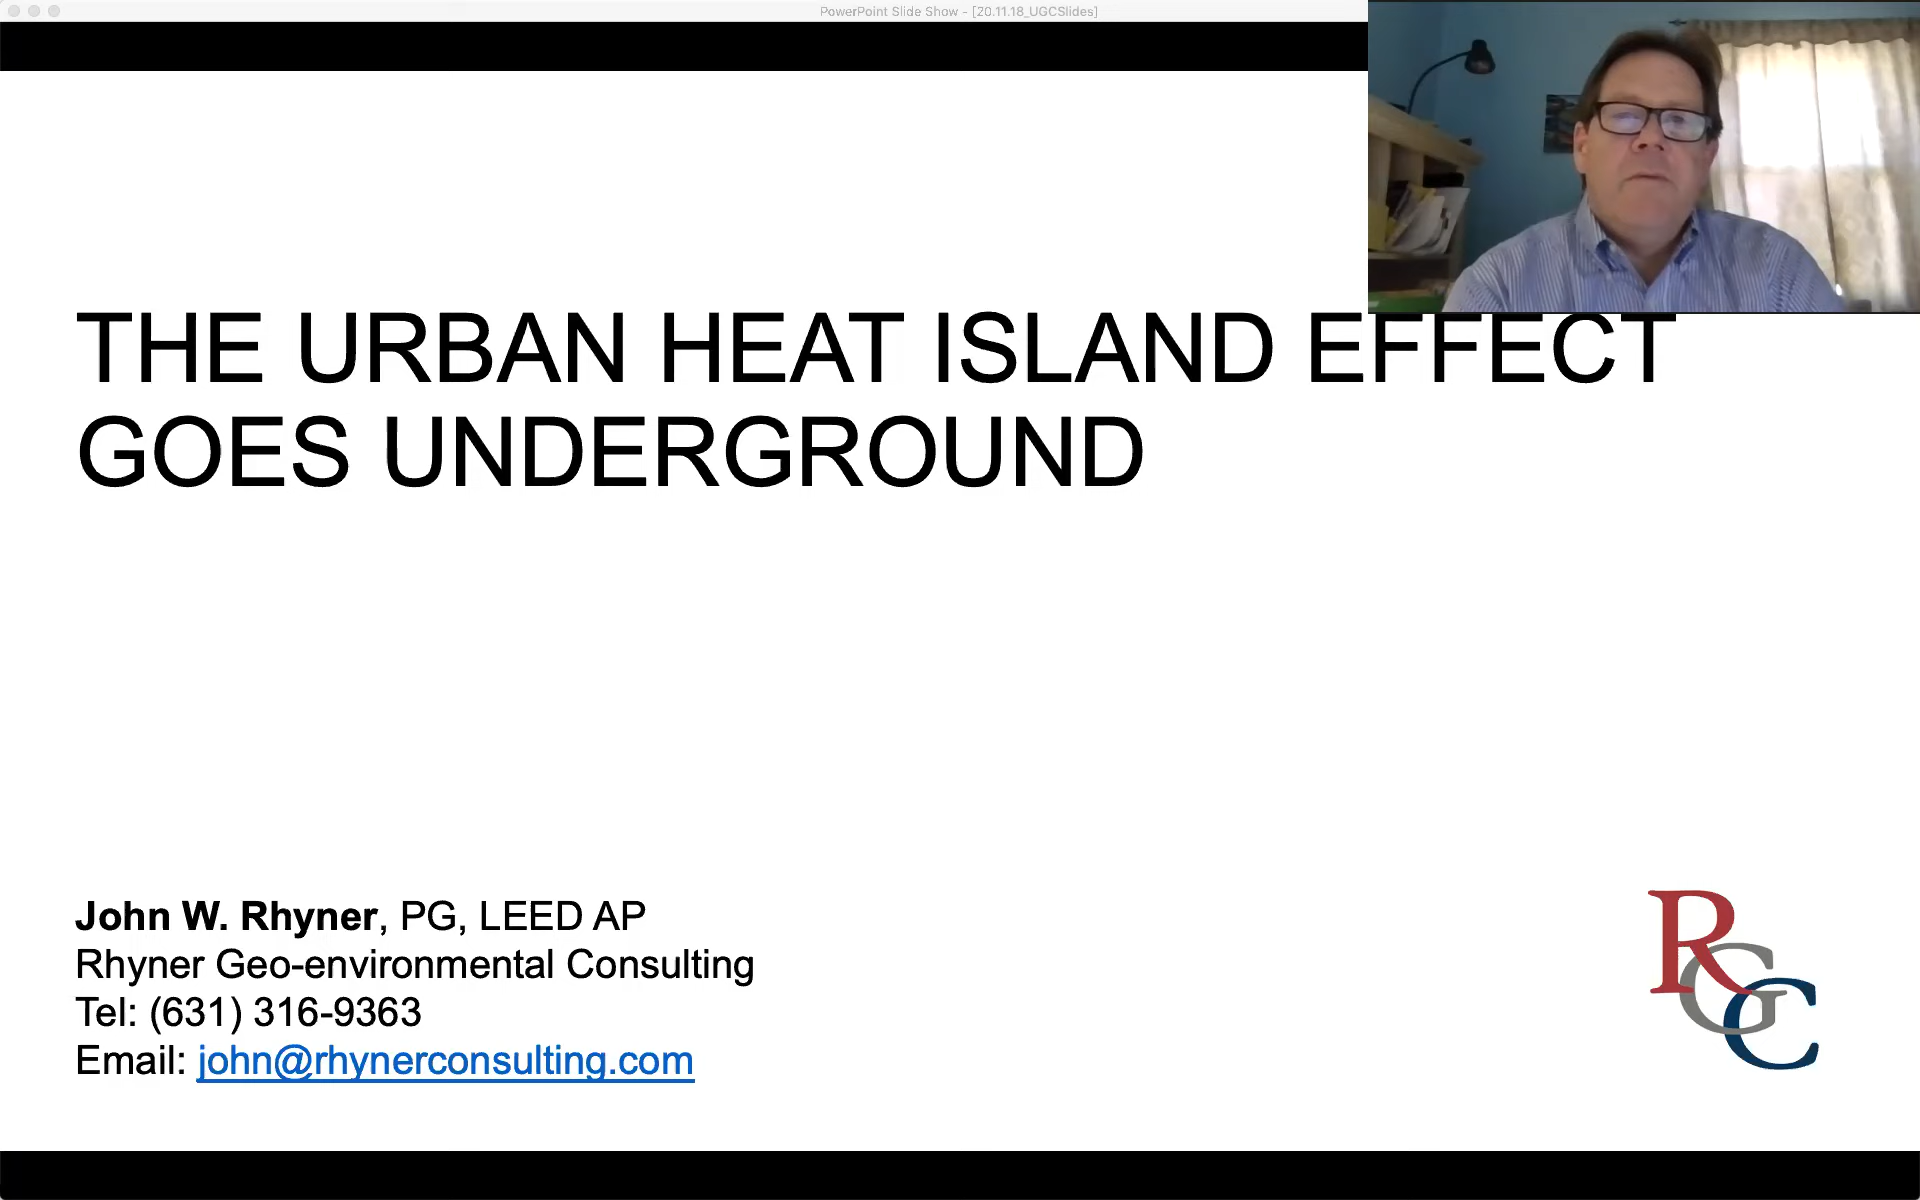 PowerPoint Slide Show - [20.11.18_UGCSlides]
THE URBAN HEAT ISLAND EFFECT
GOES UNDERGROUND
John W. Rhyner, PG, LEED AP
Rhyner Geo-environmental Consulting
Tel: (631) 316-9363
Email: john@rhynerconsulting.com
RGC